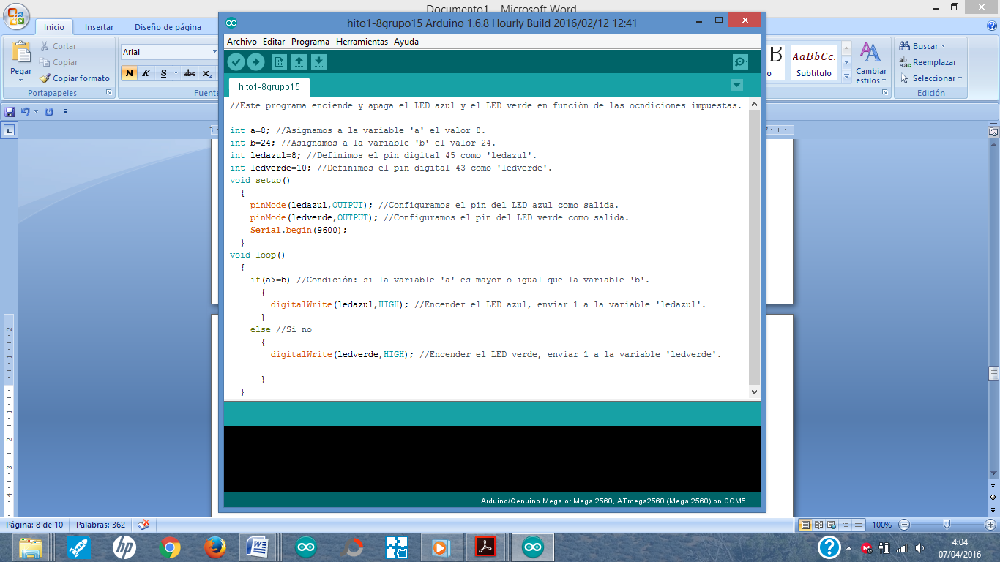 Documento1 - Microsoft Word
Inicio Insertar Diseño de página
Pegar
Cortar
Copiar
Copiar formato
Portapapeles
Arial
N K S abc x₂
Fuente
AaBbCc
Subtítulo
Cambiar estilos
Buscar
Reemplazar
Seleccionar
Edición
hito1-8grupo15 Arduino 1.6.8 Hourly Build 2016/02/12 12:41
Archivo Editar Programa Herramientas Ayuda
hito1-8grupo15
//Este programa enciende y apaga el LED azul y el LED verde en función de las ocndiciones impuestas.
int a=8; //Asignamos a la variable 'a' el valor 8.
int b=24; //Asignamos a la variable 'b' el valor 24.
int ledazul=8; //Definimos el pin digital 45 como 'ledazul'.
int ledverde=10; //Definimos el pin digital 43 como 'ledverde'.
void setup()
{
pinMode(ledazul,OUTPUT); //Configuramos el pin del LED azul como salida.
pinMode(ledverde,OUTPUT); //Configuramos el pin del LED verde como salida.
Serial.begin(9600);
}
void loop()
{
if(a>=b) //Condición: si la variable 'a' es mayor o igual que la variable 'b'.
{
digitalWrite(ledazul,HIGH); //Encender el LED azul, enviar 1 a la variable 'ledazul'.
}
else //Si no
{
digitalWrite(ledverde,HIGH); //Encender el LED verde, enviar 1 a la variable 'ledverde'.
}
}
Arduino/Genuino Mega or Mega 2560, ATmega2560 (Mega 2560) on COM5
Página: 8 de 10 Palabras: 362
100%
4:04
07/04/2016